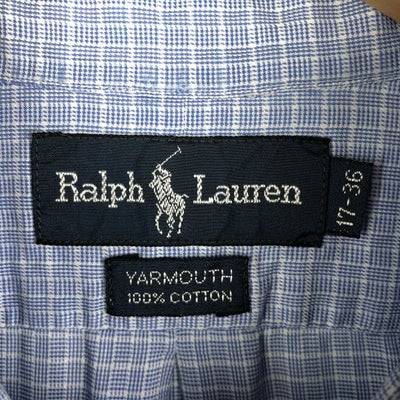 Ralph Lauren
17-36
YARMOUTH
100% COTTON